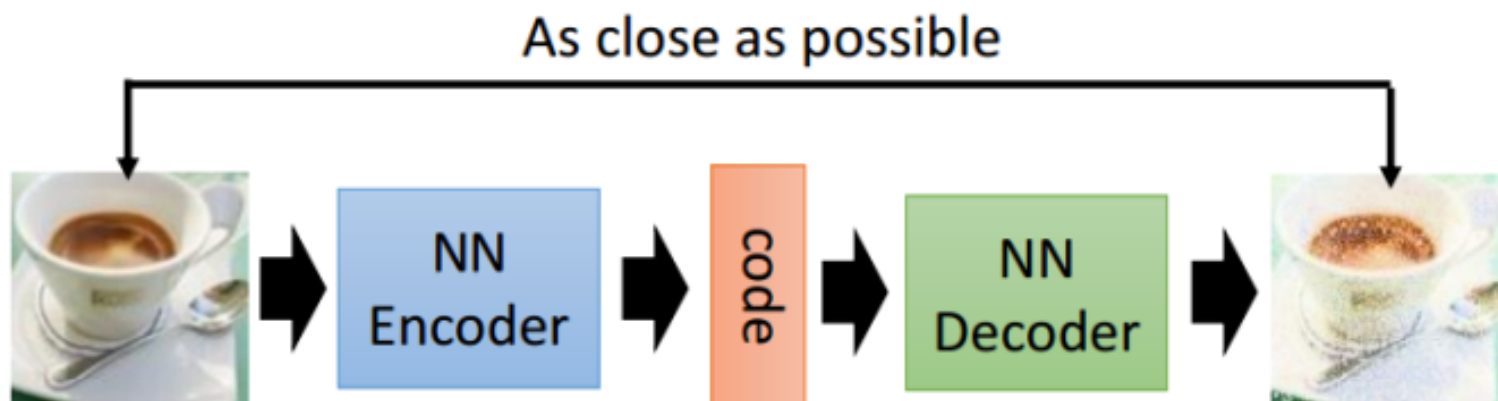 As close as possible
NN
Encoder
code
NN
Decoder